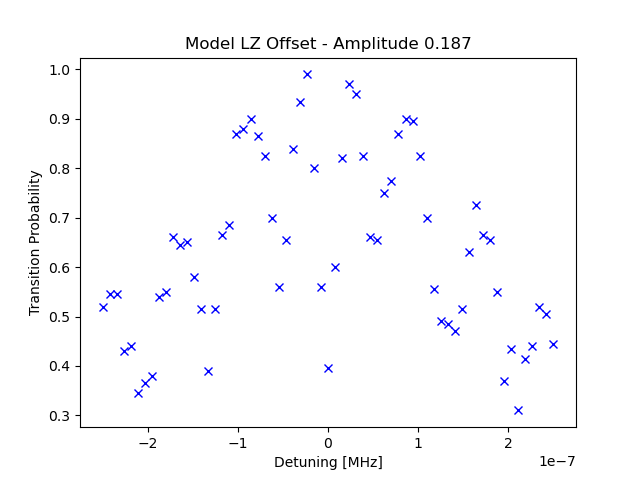 Model LZ Offset - Amplitude 0.187
1.0
0.9
0.8
0.7
0.6
0.5
0.4
0.3
Transition Probability
−2 −1 0 1 2
1e−7
Detuning [MHz]